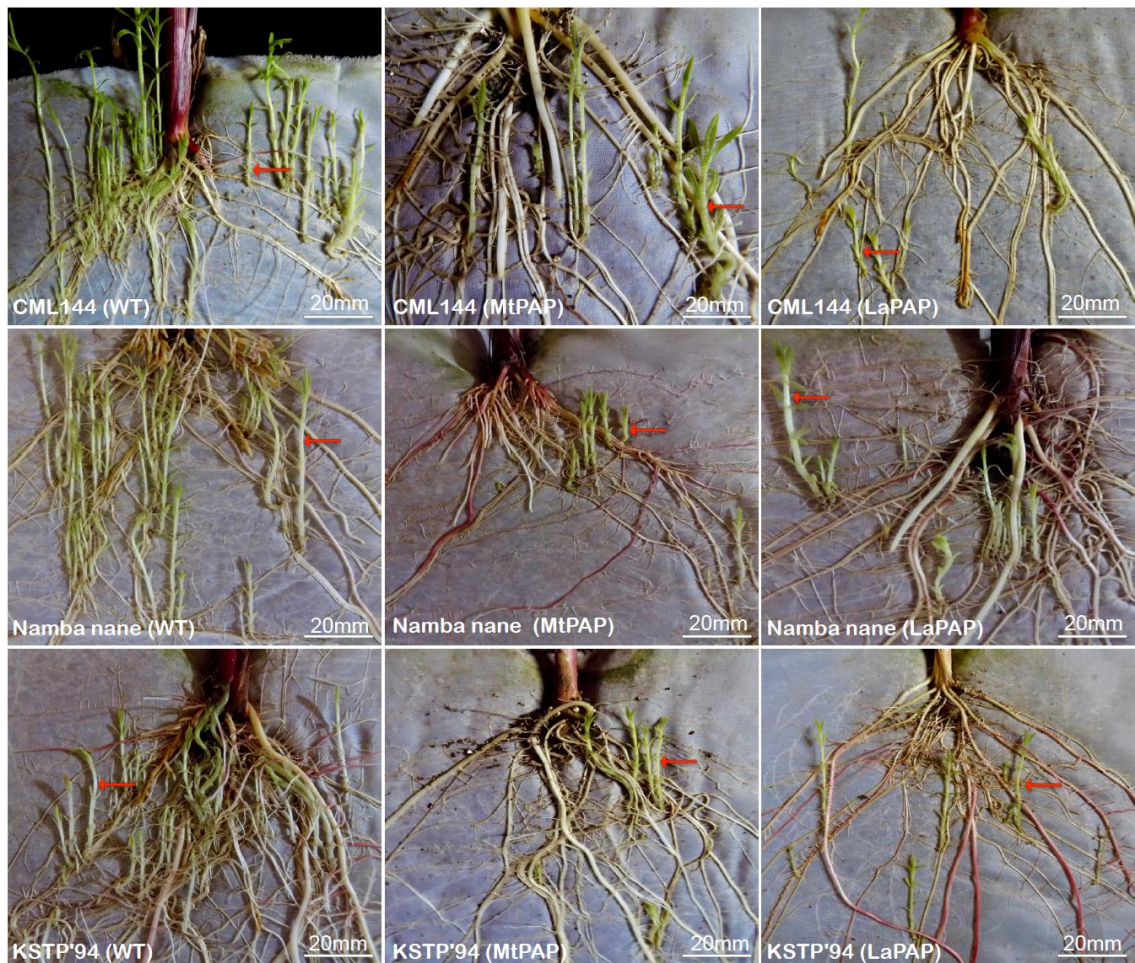 CML144 (WT)
20mm
CML144 (MtPAP)
20mm
CML144 (LaPAP)
20mm
Namba nane (WT)
20mm
Namba nane (MtPAP)
20mm
Namba nane (LaPAP)
20mm
KSTP'94 (WT)
20mm
KSTP'94 (MtPAP)
20mm
KSTP'94 (LaPAP)
20mm